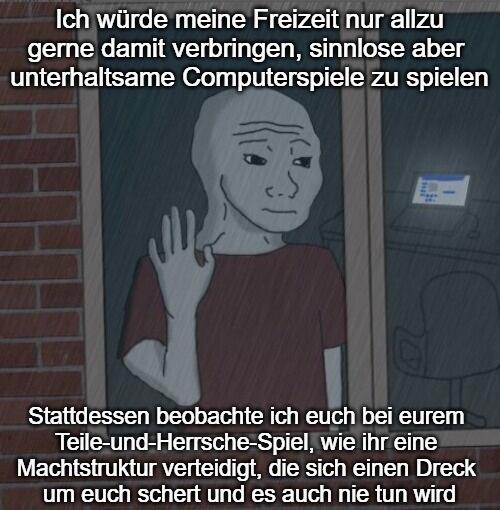 Ich würde meine Freizeit nur allzu
gerne damit verbringen, sinnlose aber
unterhaltsame Computerspiele zu spielen
Stattdessen beobachte ich euch bei eurem
Teile-und-Herrsche-Spiel, wie ihr eine
Machtstruktur verteidigt, die sich einen Dreck
um euch schert und es auch nie tun wird